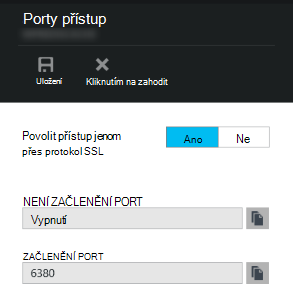 Porty přístup
Uložení
Kliknutím na zahodit
Povolit přístup jenom
přes protokol SSL
Ano
Ne
NENÍ ZAČLENĚNÍ PORT
Vypnutí
ZAČLENĚNÍ PORT
6380